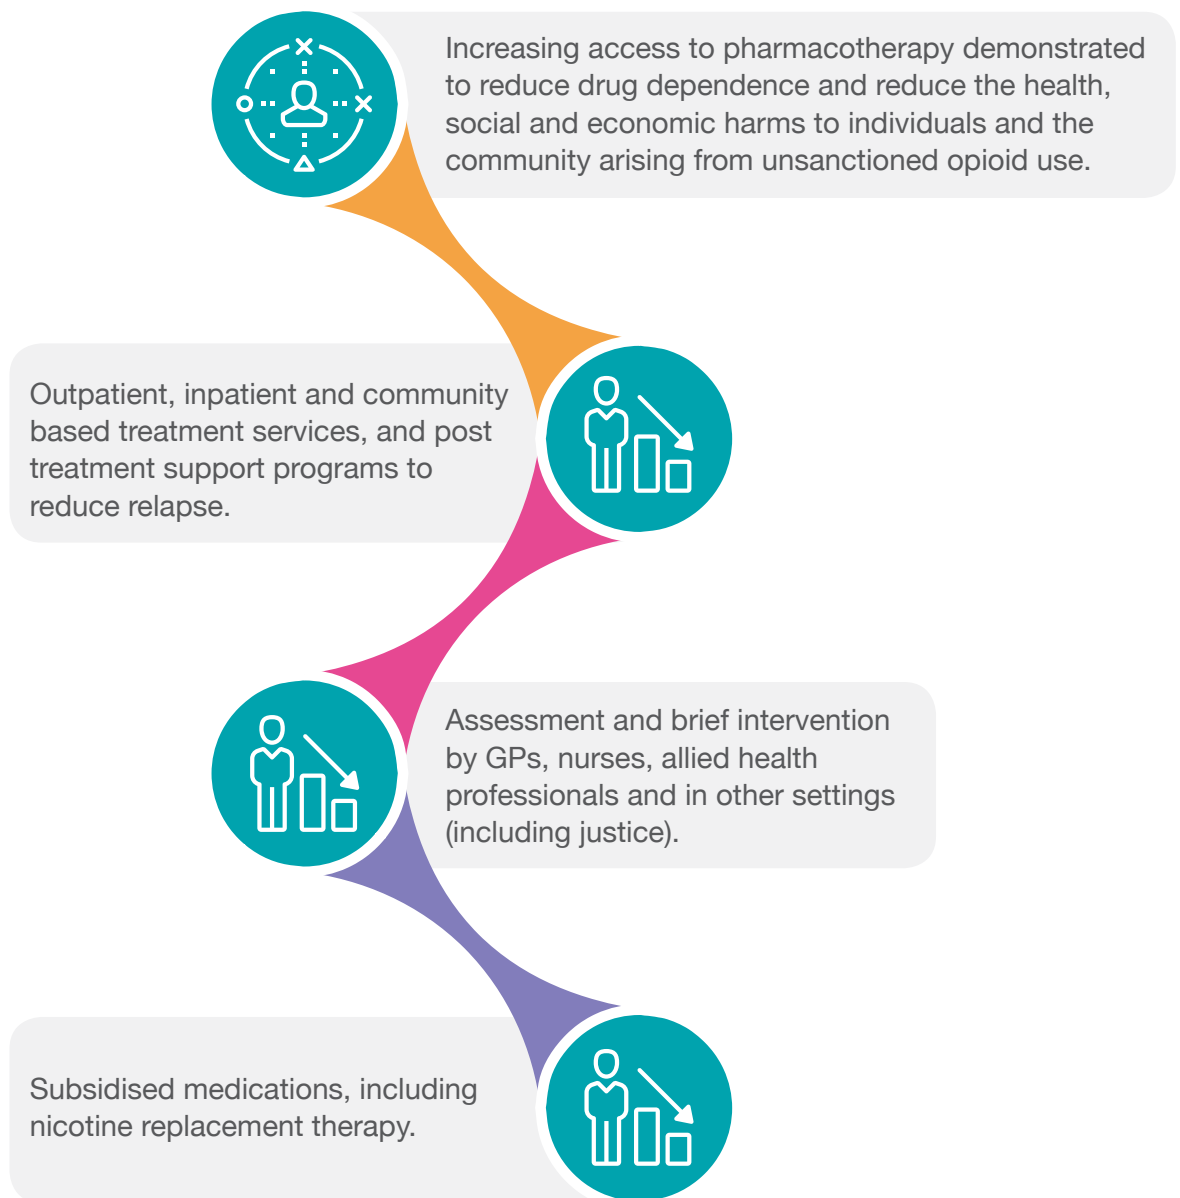 Increasing access to pharmacotherapy demonstrated
to reduce drug dependence and reduce the health,
social and economic harms to individuals and the
community arising from unsanctioned opioid use.
Outpatient, inpatient and community
based treatment services, and post
treatment support programs to
reduce relapse.
Assessment and brief intervention
by GPs, nurses, allied health
professionals and in other settings
(including justice).
Subsidised medications, including
nicotine replacement therapy.